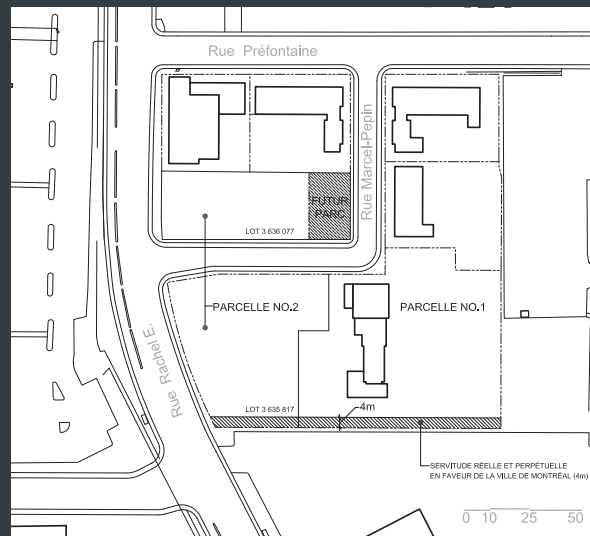 Rue Préfontaine
Rue Marcel-Pepin
FUTUR
PARC
LOT 3 636 077
PARCELLE NO.2
PARCELLE NO.1
Rue Rachel E.
LOT 3 635 817
4m
SERVITUDE RÉELLE ET PERPÉTUELLE
EN FAVEUR DE LA VILLE DE MONTRÉAL (4m)
0 10 25 50